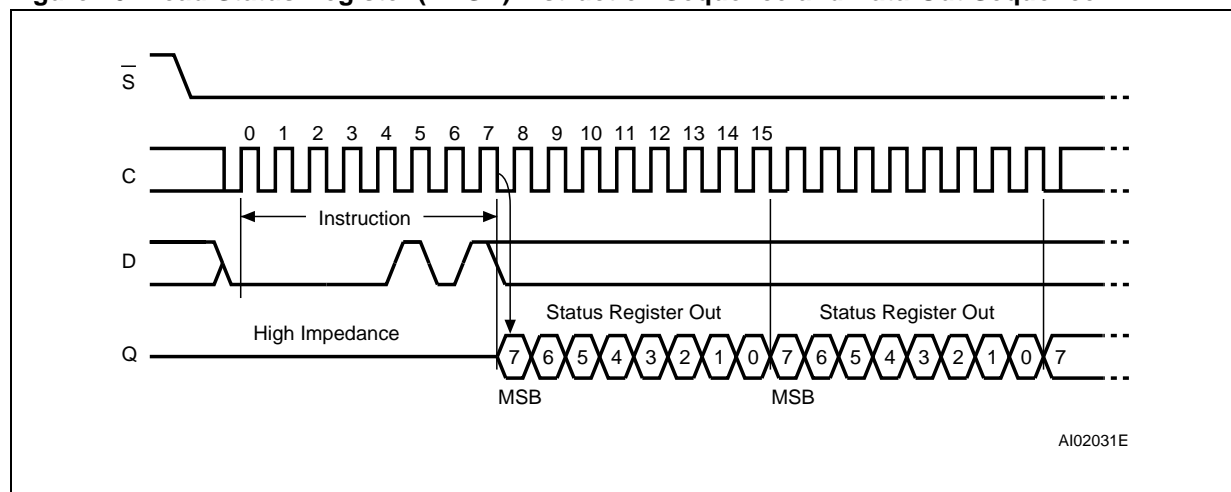 S
0 1 2 3 4 5 6 7 8 9 10 11 12 13 14 15
C
Instruction
D
Status Register Out Status Register Out
High Impedance
Q 7 6 5 4 3 2 1 0 7 6 5 4 3 2 1 0 7
MSB MSB
AI02031E